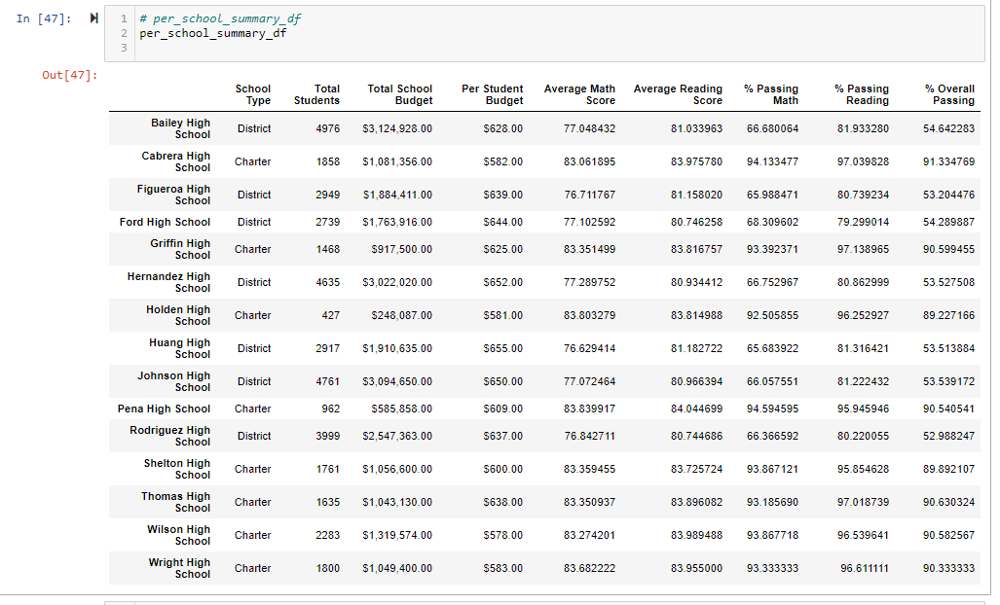 In [47]:
1 # per_school_summary_df
2 per_school_summary_df
3
Out[47]:
School Type Total Students Total School Budget Per Student Budget Average Math Score Average Reading Score % Passing Math % Passing Reading % Overall Passing
Bailey High School District 4976 $3,124,928.00 $628.00 77.048432 81.033963 66.680064 81.933280 54.642283
Cabrera High School Charter 1858 $1,081,356.00 $582.00 83.061895 83.975780 94.133477 97.039828 91.334769
Figueroa High School District 2949 $1,884,411.00 $639.00 76.711767 81.158020 65.988471 80.739234 53.204476
Ford High School District 2739 $1,763,916.00 $644.00 77.102592 80.746258 68.309602 79.299014 54.289887
Griffin High School Charter 1468 $917,500.00 $625.00 83.351499 83.816757 93.392371 97.138965 90.599455
Hernandez High School District 4635 $3,022,020.00 $652.00 77.289752 80.934412 66.752967 80.862999 53.527508
Holden High School Charter 427 $248,087.00 $581.00 83.803279 83.814988 92.505855 96.252927 89.227166
Huang High School District 2917 $1,910,635.00 $655.00 76.629414 81.182722 65.683922 81.316421 53.513884
Johnson High School District 4761 $3,094,650.00 $650.00 77.072464 80.966394 66.057551 81.222432 53.539172
Pena High School Charter 962 $585,858.00 $609.00 83.839917 84.044699 94.594595 95.945946 90.540541
Rodriguez High School District 3999 $2,547,363.00 $637.00 76.842711 80.744686 66.366592 80.220055 52.988247
Shelton High School Charter 1761 $1,056,600.00 $600.00 83.359455 83.725724 93.867121 95.854628 89.892107
Thomas High School Charter 1635 $1,043,130.00 $638.00 83.350937 83.896082 93.185690 97.018739 90.630324
Wilson High School Charter 2283 $1,319,574.00 $578.00 83.274201 83.989488 93.867718 96.539641 90.582567
Wright High School Charter 1800 $1,049,400.00 $583.00 83.682222 83.955000 93.333333 96.611111 90.333333